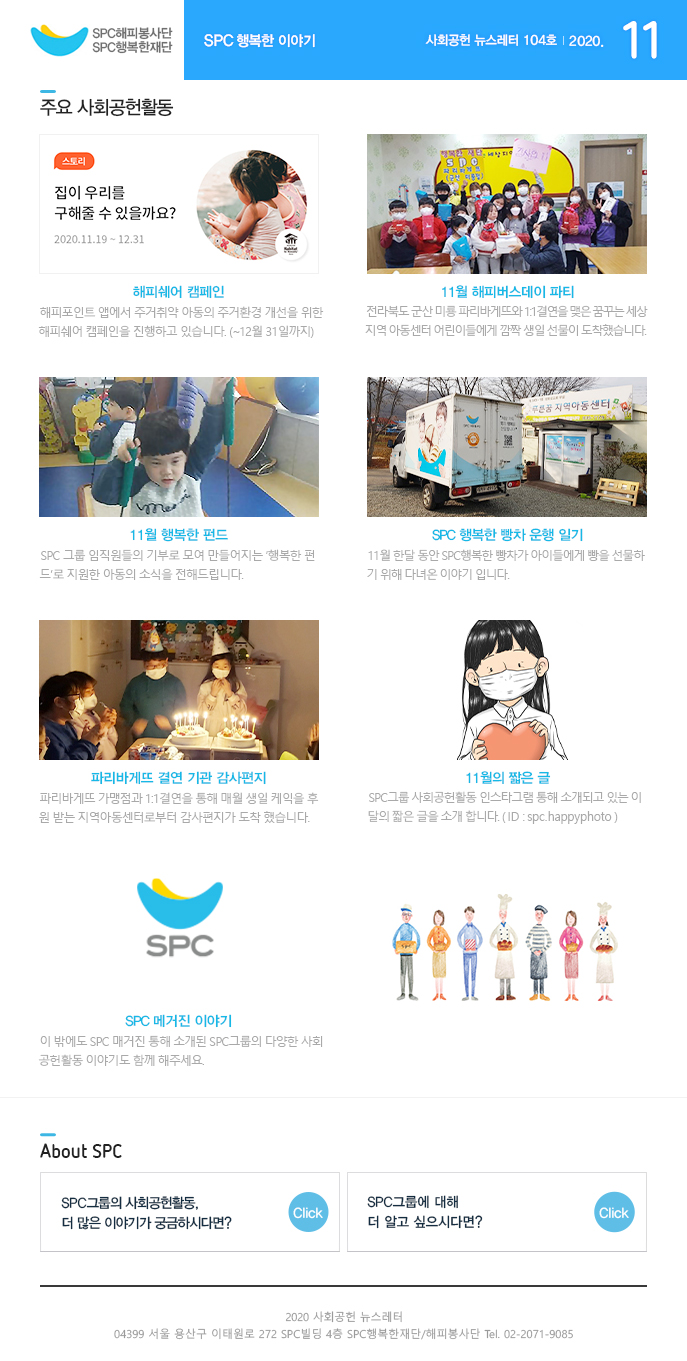 SPC해피봉사단
SPC행복한재단
SPC 행복한 이야기
사회공헌 뉴스레터 104호 | 2020. 11
주요 사회공헌활동
스토리
집이 우리를
구해줄 수 있을까요?
2020.11.19 ~ 12.31
해피쉐어 캠페인
해피포인트 앱에서 주거취약 아동의 주거환경 개선을 위한
해피쉐어 캠페인을 진행하고 있습니다. (~12월 31일까지)
행복한 재단
spc
11월 해피버스데이 파티
전라북도 군산 미룡 파리바게뜨와 1:1결연을 맺은 꿈꾸는 세상
지역 아동센터 어린이들에게 깜짝 생일 선물이 도착했습니다.
11월 행복한 펀드
SPC 그룹 임직원들의 기부로 모여 만들어지는 '행복한 펀
드'로 지원한 아동의 소식을 전해드립니다.
푸른꿈 지역아동센터
SPC 행복한 빵차 운행 일기
11월 한달 동안 SPC행복한 빵차가 아이들에게 빵을 선물하
기 위해 다녀온 이야기 입니다.
파리바게뜨 결연 기관 감사편지
파리바게뜨 가맹점과 1:1결연을 통해 매월 생일 케익을 후
원 받는 지역아동센터로부터 감사편지가 도착 했습니다.
11월의 짧은 글
SPC그룹 사회공헌활동 인스타그램 통해 소개되고 있는 이
달의 짧은 글을 소개 합니다. ( ID : spc.happyphoto )
SPC
SPC 메거진 이야기
이 밖에도 SPC 매거진 통해 소개된 SPC그룹의 다양한 사회
공헌활동 이야기도 함께 해주세요.
About SPC
SPC그룹의 사회공헌활동,
더 많은 이야기가 궁금하시다면?
Click
SPC그룹에 대해
더 알고 싶으시다면?
Click
2020 사회공헌 뉴스레터
04399 서울 용산구 이태원로 272 SPC빌딩 4층 SPC행복한재단/해피봉사단 Tel. 02-2071-9085